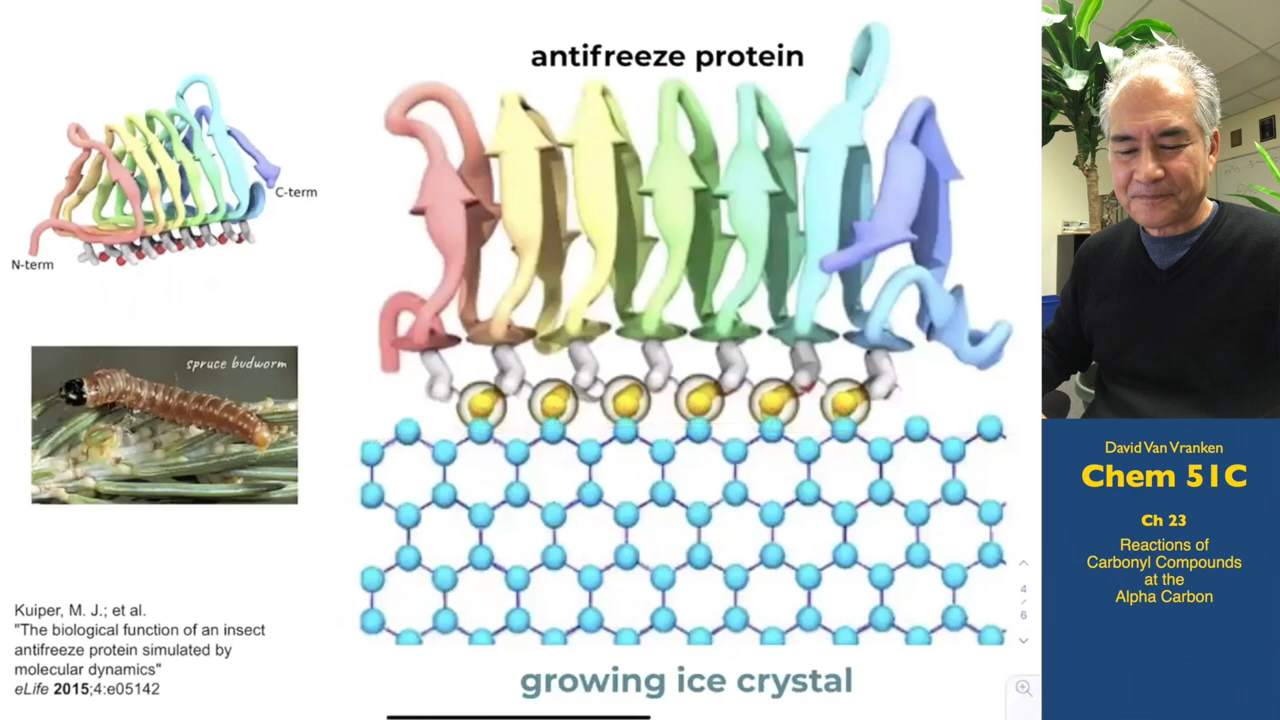 antifreeze protein
C-term
N-term
spruce budworm
Kuiper, M. J.; et al.
"The biological function of an insect
antifreeze protein simulated by
molecular dynamics"
eLife 2015;4:e05142
growing ice crystal
4
/
6
David Van Vranken
Chem 51C
Ch 23
Reactions of
Carbonyl Compounds
at the
Alpha Carbon